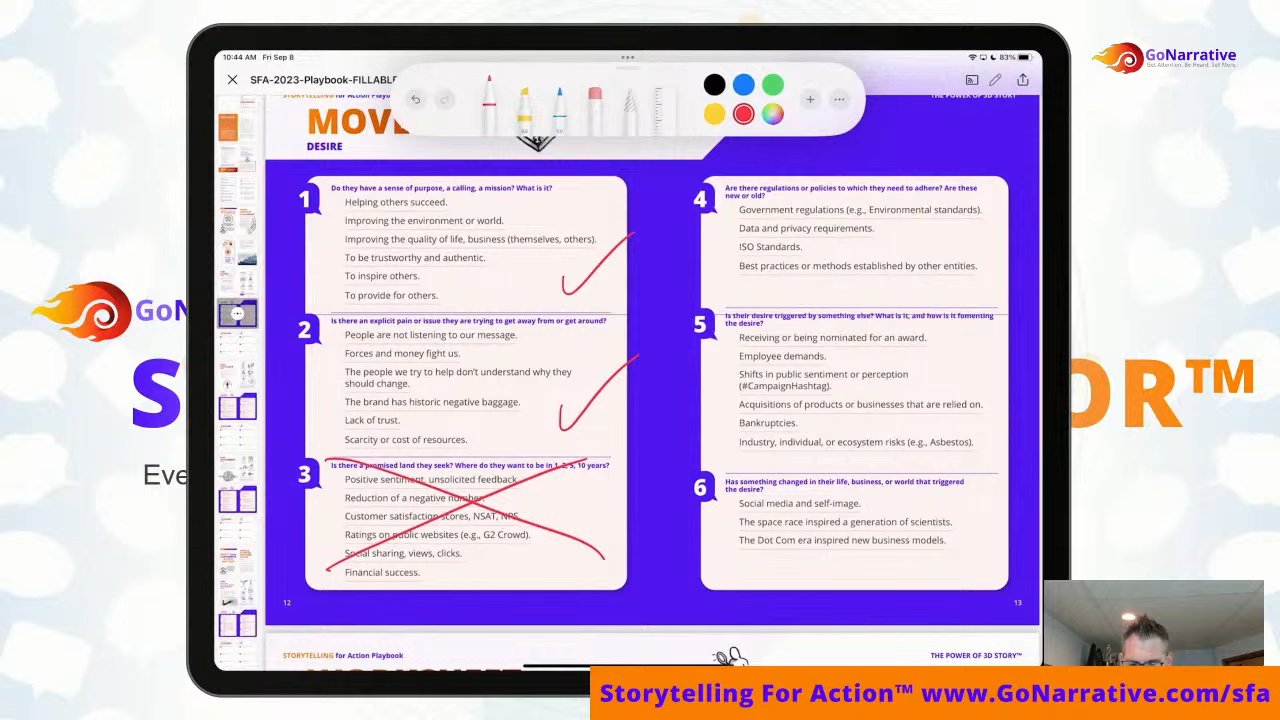 10:44 AM Fri Sep 8
83%
SFA-2023-Playbook-FILLABLE
GoNarrative
Get Attention. Be Heard. Sell More.
STORYTELLING for Action Playbook
THE POWER OF 3D STORY
MOVE
DESIRE
1
Do they have a sense of purpose, a calling, a mission? What is it?
Helping others succeed.
Improving the environment or world.
Improving the quality of life, business (themselves, others).
To be trustworthy and authentic.
To inspire others.
To provide for others.
2
Is there an explicit pain or issue they are trying to get away from or get around?
People are not listening to our message.
Forces and money fight us.
The people we try to help don't understand why they
should change.
The brand has historic negative baggage.
Lack of trust.
Scarcity or cost of resources.
3
Is there a promised land they seek? Where do they want to be in 1, 2, 5, 10 years?
Positive sentiment, unsolicited feedback.
Reduction of a negative number.
Customer satisfaction scores, NSAT, NPS.
Ratings on public websites (e.g., G2 Crowd).
Social sharing, views, clicks.
Financial success.
12
4
Are there regulations or policies to which they need to adhere? Are these
new or old?
Government regulations (e.g., Environmental standards).
Data and privacy requirements.
ISO Standards.
Best practices or methods established by other entities.
5
Is their desire triggered by something else? What is it, and how is it fomenting
the desire?
Receiving or being nominated for an award.
Employee demands.
Shifts in public sentiment or perception
(#CampaignHashtag).
Acquisitions of products or businesses that are relied on.
Bankruptcies.
Industry, individual, or ecosystem risks (e.g., Asbestos).
6
Has something changed in their life, business, or world that triggered
the desire?
Social media and self-image.
The space race inspired a generation of scientists.
The Dot Com era inspired new business models.
13
STORYTELLING for Action Playbook
THE POWER OF 3D STORY™
GoN
S
OR™
Eve
Storytelling For Action™ www.GoNarrative.com/sfa